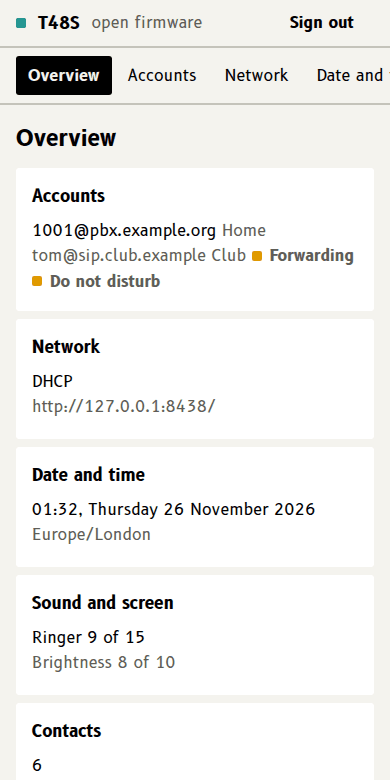 T48S open firmware Sign out
Overview Accounts Network Date and
Overview
Accounts
1001@pbx.example.org Home
tom@sip.club.example Club Forwarding
Do not disturb
Network
DHCP
http://127.0.0.1:8438/
Date and time
01:32, Thursday 26 November 2026
Europe/London
Sound and screen
Ringer 9 of 15
Brightness 8 of 10
Contacts
6